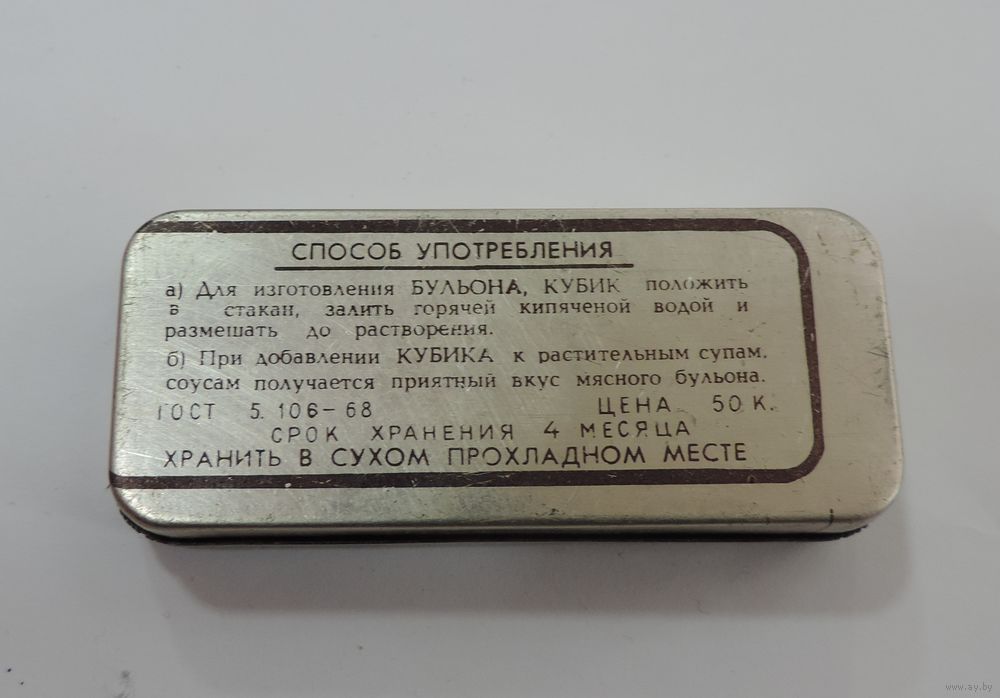 СПОСОБ УПОТРЕБЛЕНИЯ
а) Для изготовления БУЛЬОНА, КУБИК положить
в стакан, залить горячей кипяченой водой и
размешать до растворения.
б) При добавлении КУБИКА к растительным супам,
соусам получается приятный вкус мясного бульона.
ГОСТ 5. 106-68 ЦЕНА 50 К.
СРОК ХРАНЕНИЯ 4 МЕСЯЦА
ХРАНИТЬ В СУХОМ ПРОХЛАДНОМ МЕСТЕ
www.ay.by